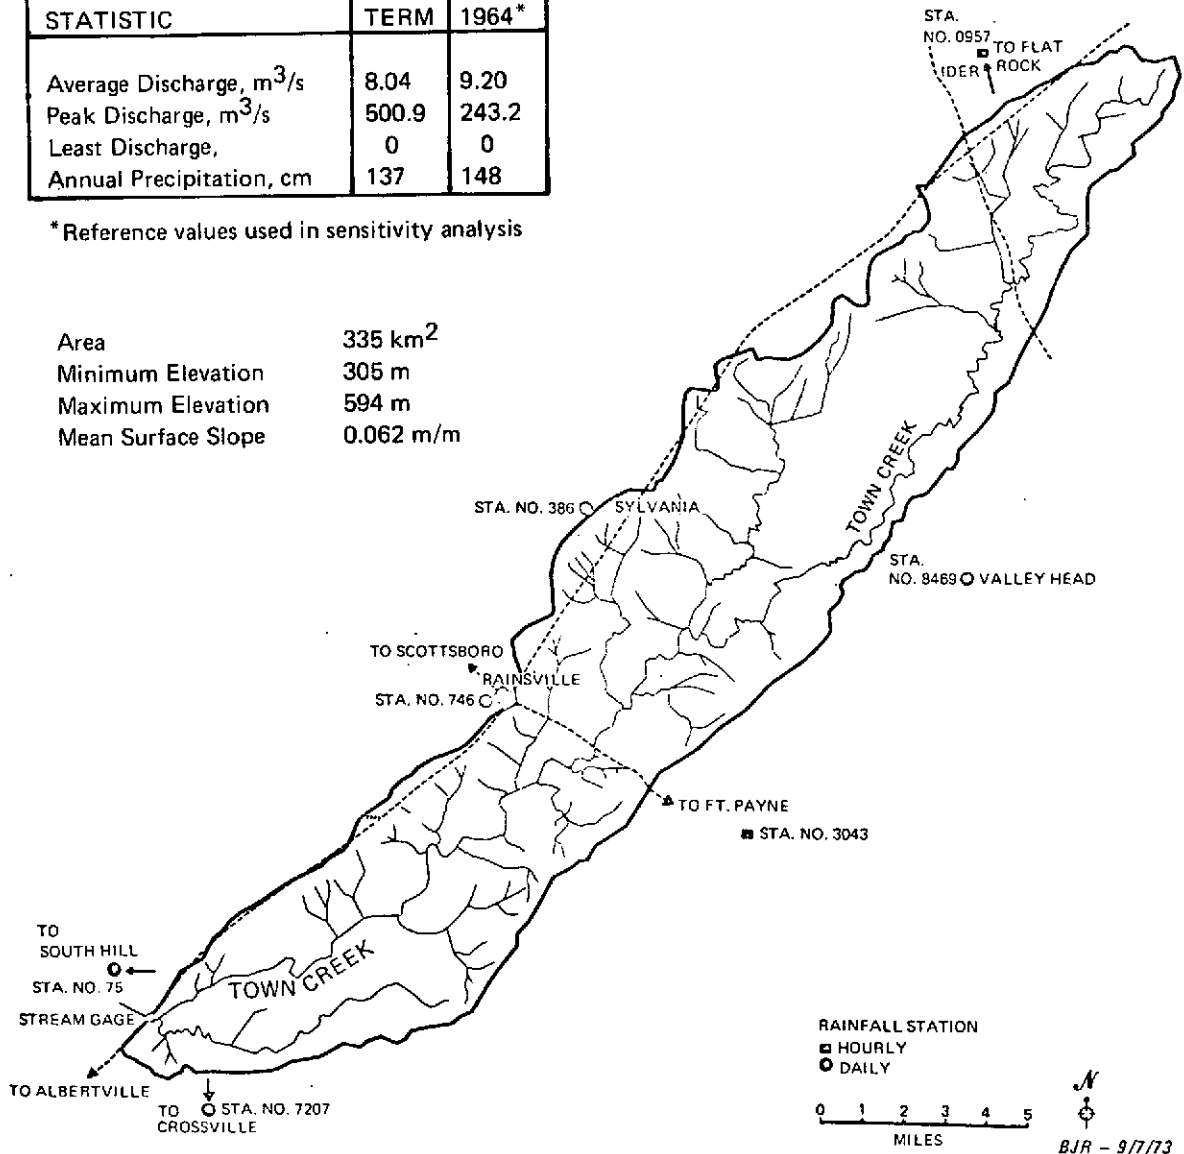 STATISTIC TERM 1964*
Average Discharge, m³/s 8.04 9.20
Peak Discharge, m³/s 500.9 243.2
Least Discharge, 0 0
Annual Precipitation, cm 137 148
*Reference values used in sensitivity analysis
Area 335 km²
Minimum Elevation 305 m
Maximum Elevation 594 m
Mean Surface Slope 0.062 m/m
STA.
NO. 0957
TO FLAT
ROCK
IDER
TOWN CREEK
STA. NO. 386
SYLVANIA
STA.
NO. 8469 VALLEY HEAD
TO SCOTTSBORO
RAINSVILLE
STA. NO. 746
TO FT. PAYNE
STA. NO. 3043
TO
SOUTH HILL
STA. NO. 75
STREAM GAGE
TOWN CREEK
TO ALBERTVILLE
TO
CROSSVILLE
STA. NO. 7207
RAINFALL STATION
HOURLY
DAILY
0 1 2 3 4 5
MILES
N
BJR - 9/7/73